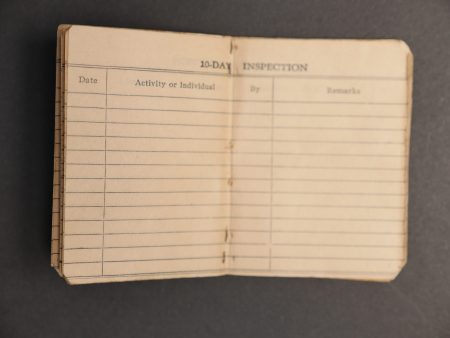 10-DAY INSPECTION
Date Activity or Individual By Remarks